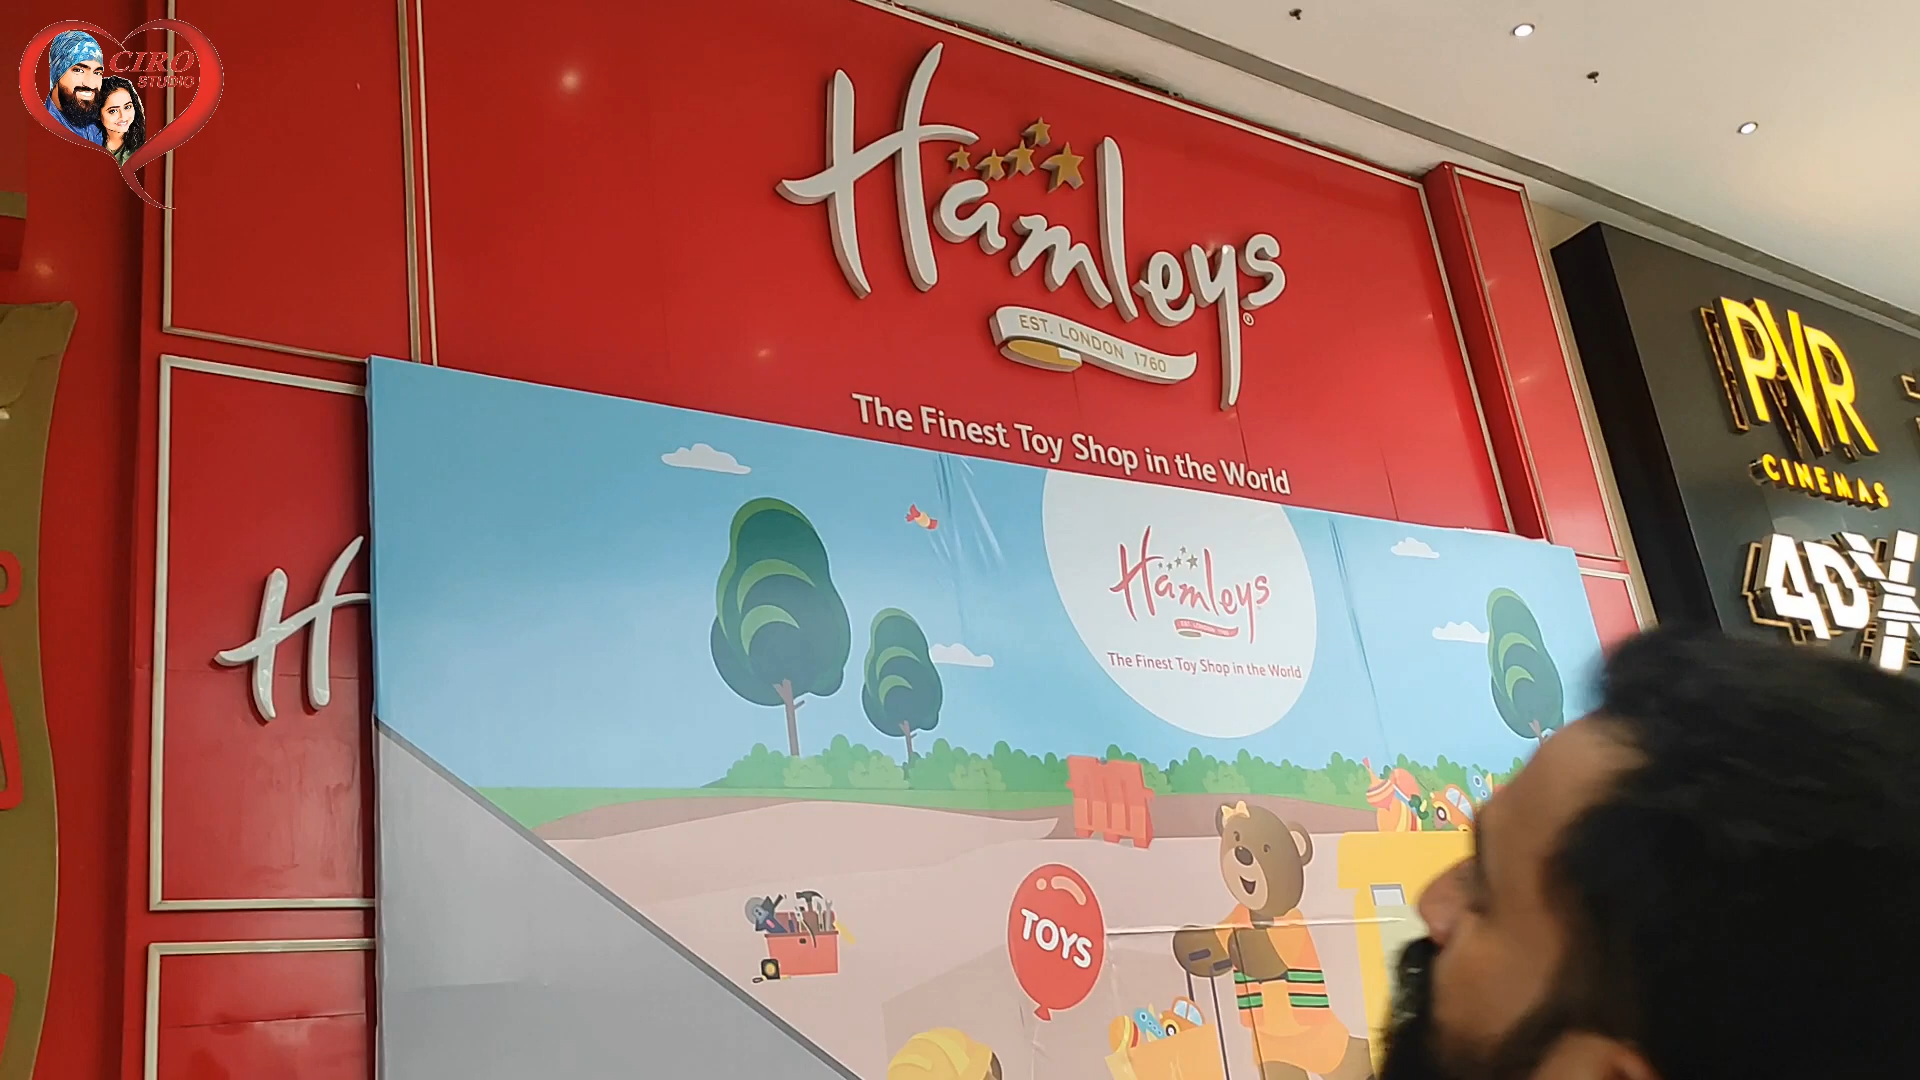 CIRO
STUDIO
Hamleys
EST. LONDON 1760
The Finest Toy Shop in the World
H
Hamleys
EST. LONDON 1760
The Finest Toy Shop in the World
TOYS
PVR
CINEMAS
4DX